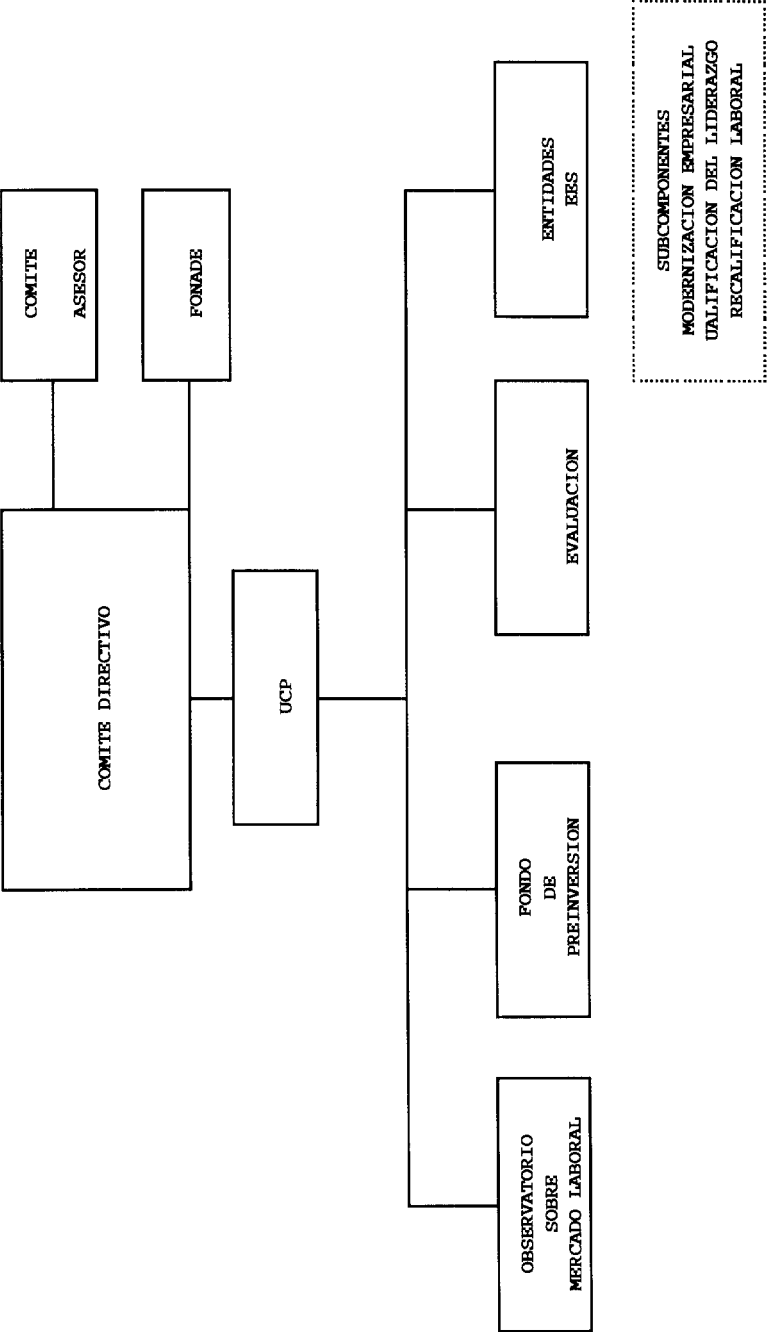 COMITE DIRECTIVO
COMITE
ASESOR
FONADE
UCP
OBSERVATORIO
SOBRE
MERCADO LABORAL
FONDO
DE
PREINVERSION
EVALUACION
ENTIDADES
EES
SUBCOMPONENTES
MODERNIZACION EMPRESARIAL
UALIFICACION DEL LIDERAZGO
RECALIFICACION LABORAL